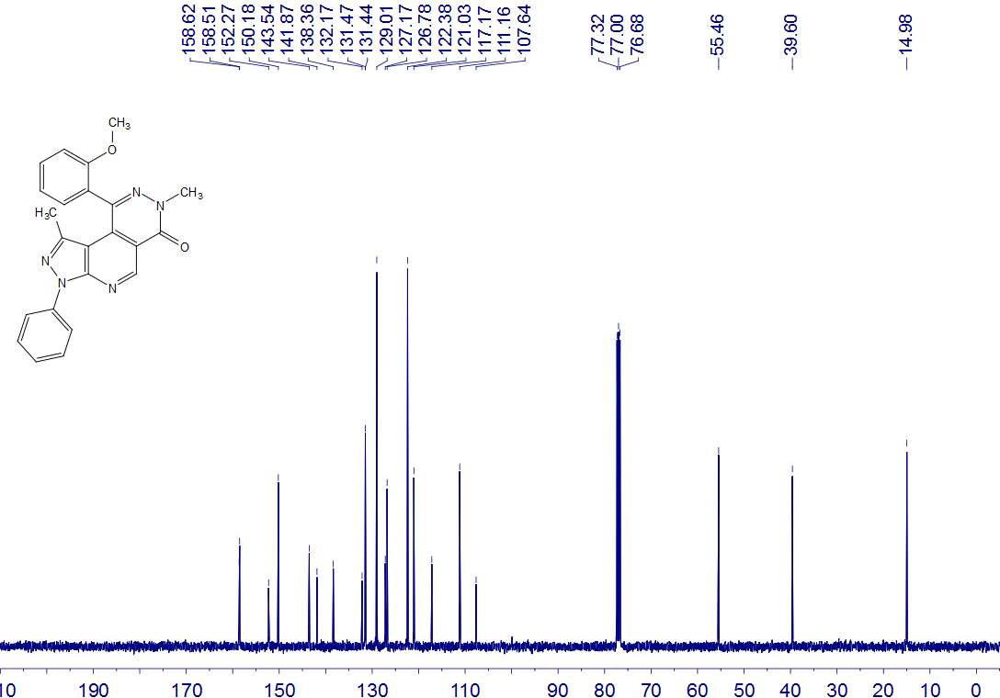 158.62
158.51
152.27
150.18
143.54
141.87
138.36
132.17
131.47
131.44
129.01
127.17
126.78
122.38
121.03
117.17
111.16
107.64
77.32
77.00
76.68
55.46
39.60
14.98
CH3
O
N
N
CH3
H3C
O
N
N
N
10 190 170 150 130 110 90 80 70 60 50 40 30 20 10 0